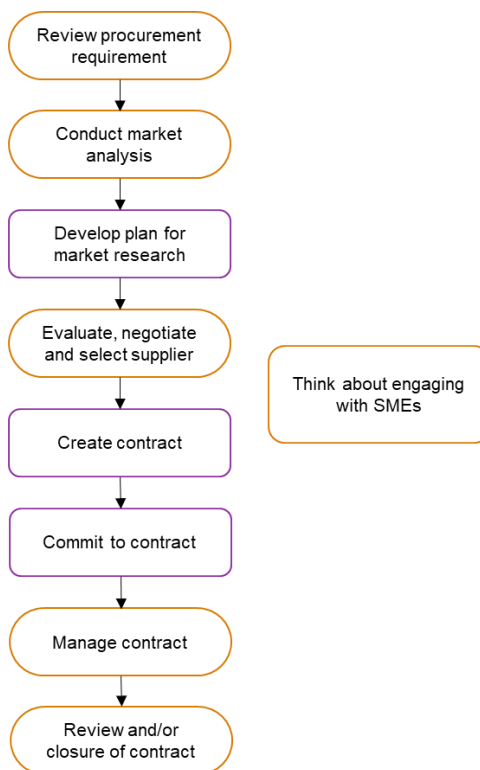 Review procurement
requirement
Conduct market
analysis
Develop plan for
market research
Evaluate, negotiate
and select supplier
Think about engaging
with SMEs
Create contract
Commit to contract
Manage contract
Review and/or
closure of contract